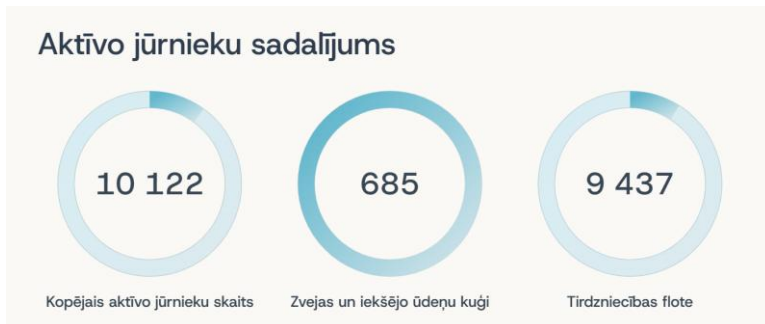 Aktīvo jūrnieku sadalījums
10 122
685
9 437
Kopējais aktīvo jūrnieku skaits
Zvejas un iekšējo ūdeņu kuģi
Tirdzniecības flote